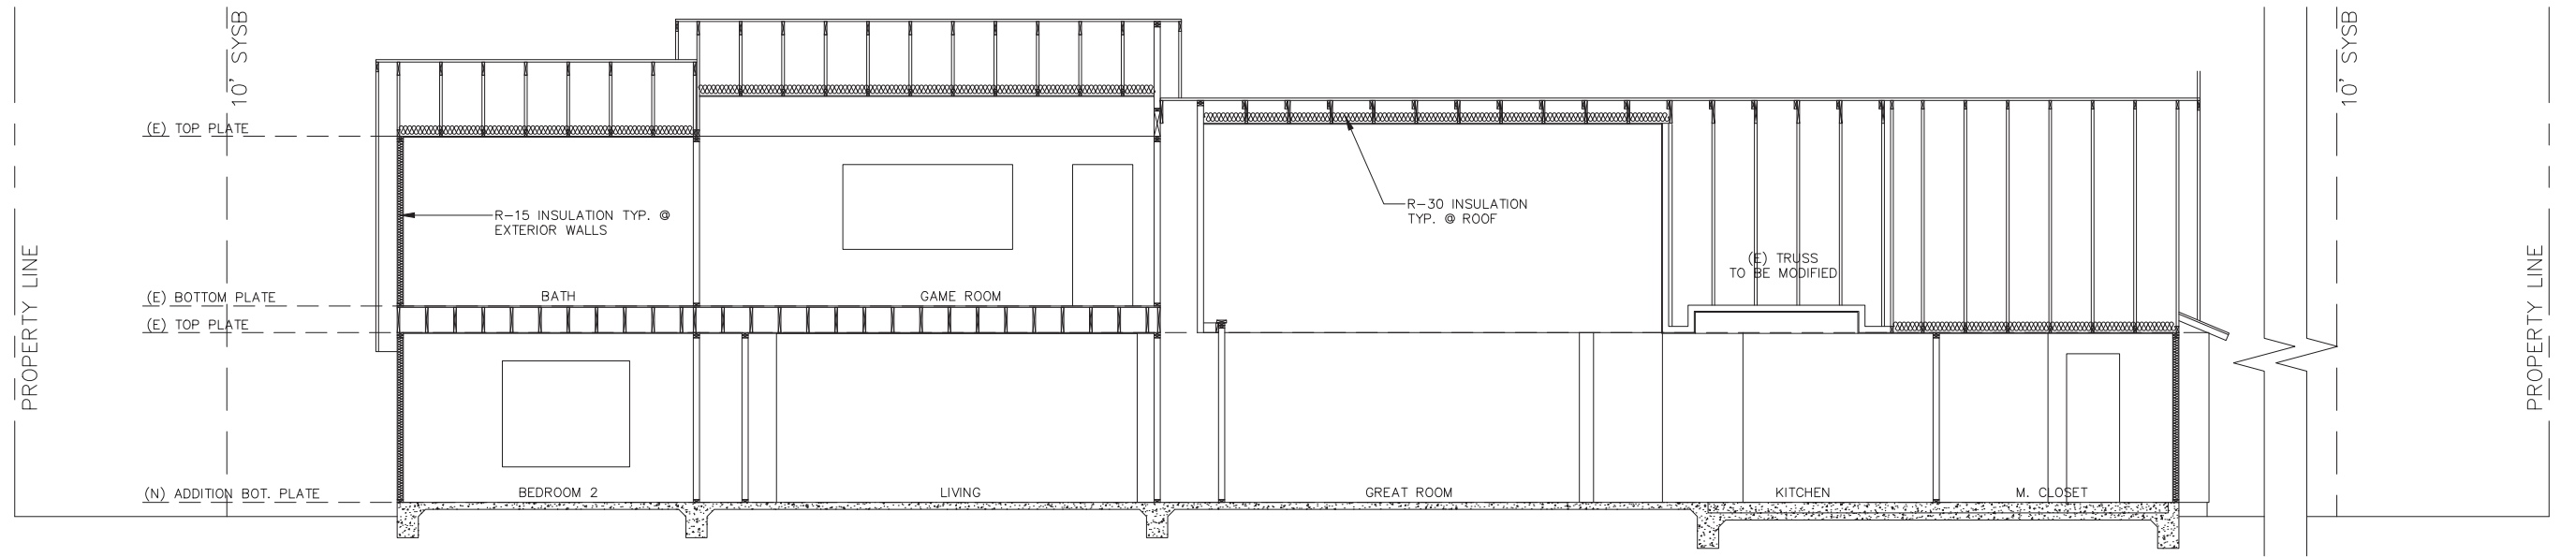 10' SYSB
10' SYSB
(E) TOP PLATE
R-15 INSULATION TYP. @
EXTERIOR WALLS
R-30 INSULATION
TYP. @ ROOF
(E) TRUSS
TO BE MODIFIED
PROPERTY LINE
PROPERTY LINE
(E) BOTTOM PLATE
BATH
GAME ROOM
(E) TOP PLATE
(N) ADDITION BOT. PLATE
BEDROOM 2
LIVING
GREAT ROOM
KITCHEN
M. CLOSET